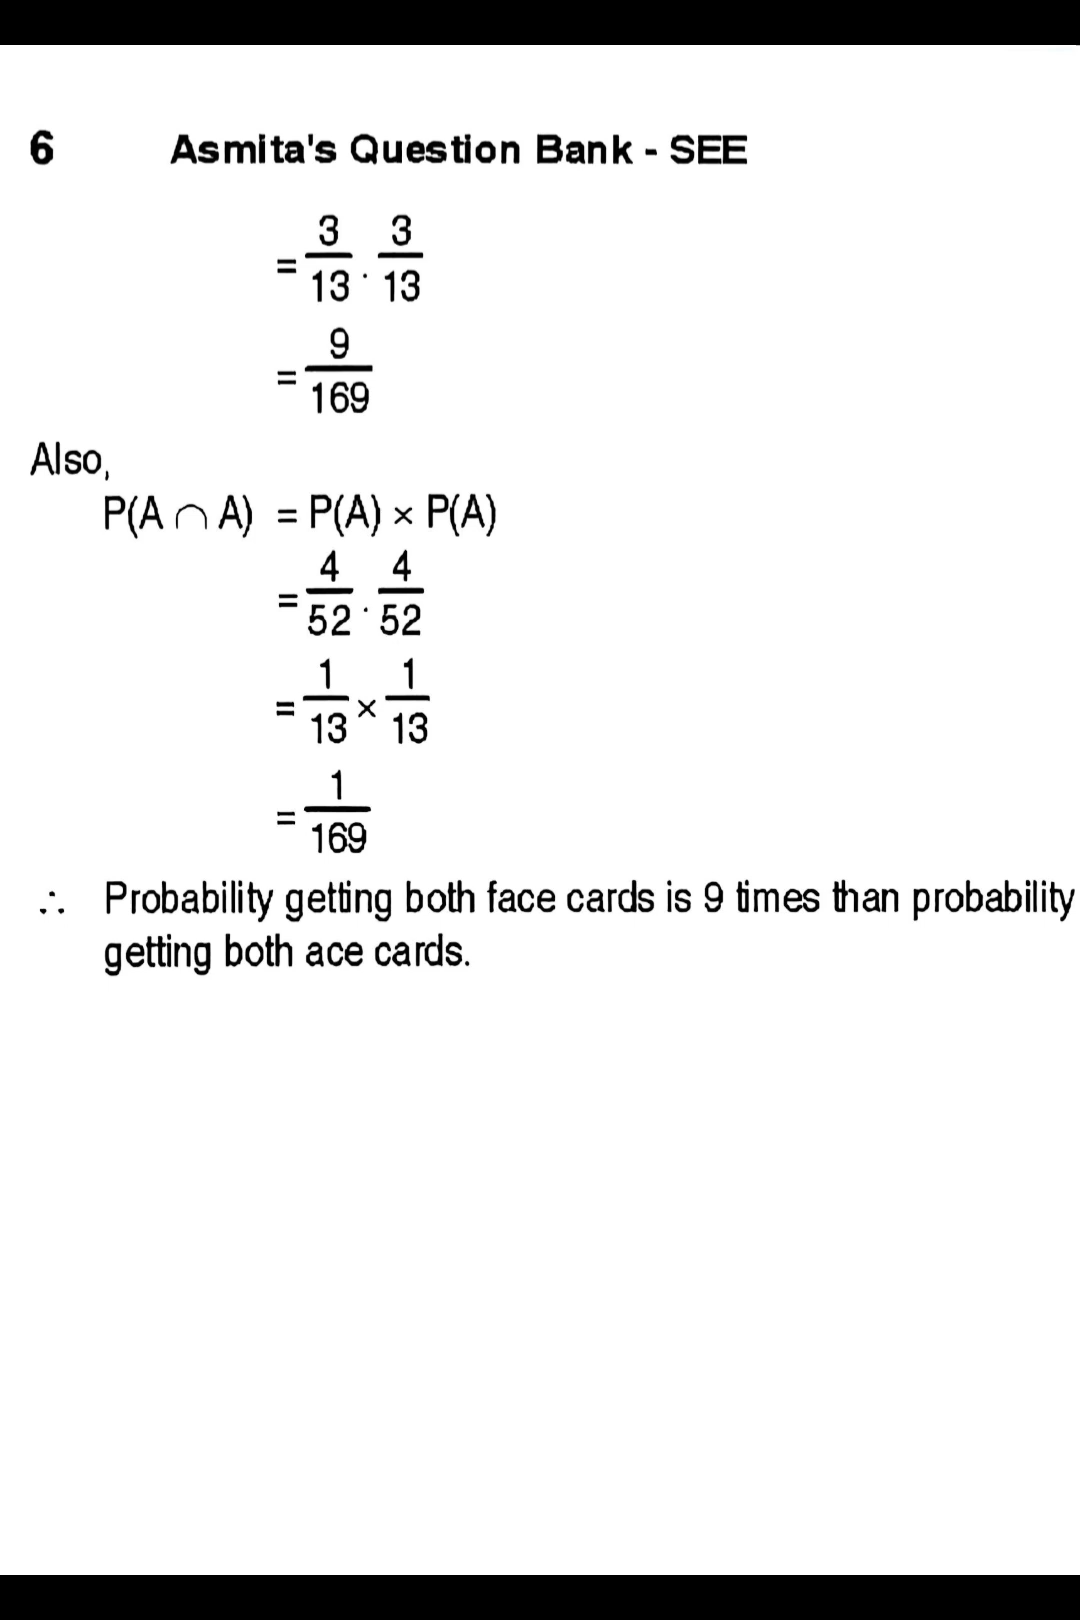 6 Asmita's Question Bank - SEE
= 3/13 · 3/13
= 9/169
Also,
P(A ∩ A) = P(A) × P(A)
= 4/52 · 4/52
= 1/13 × 1/13
= 1/169
∴ Probability getting both face cards is 9 times than probability
getting both ace cards.